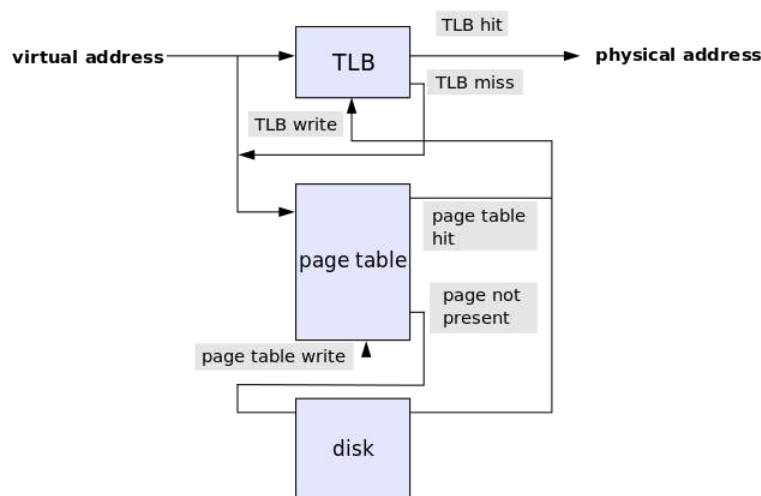 TLB hit
virtual address
TLB
physical address
TLB miss
TLB write
page table
hit
page table
page not
present
page table write
disk